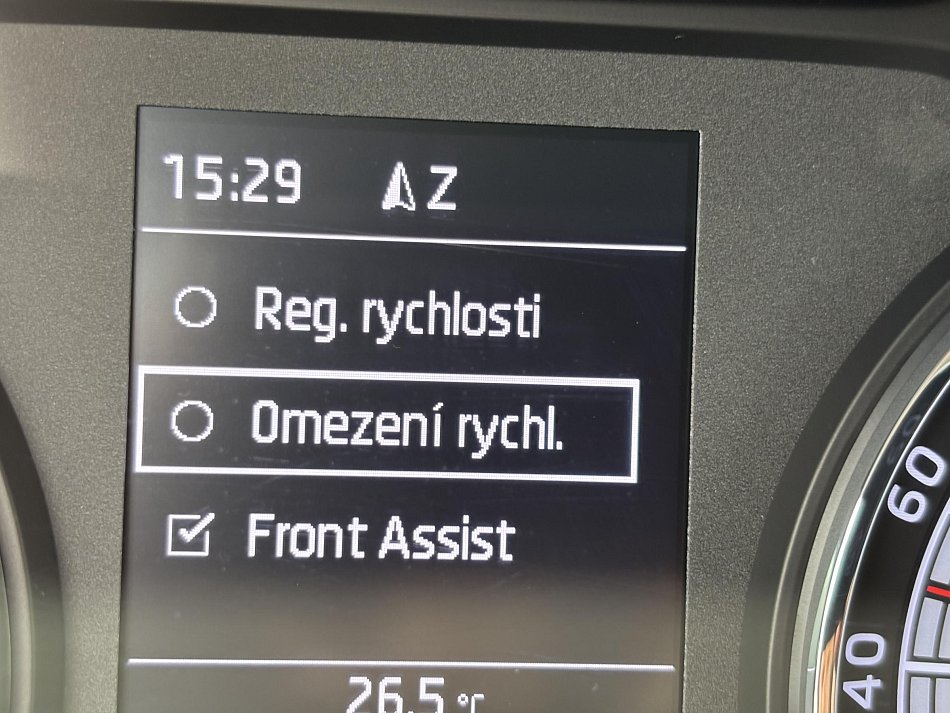 15:29 Z
Reg. rychlosti
Omezení rychl.
Front Assist
26.5 °C
60
40